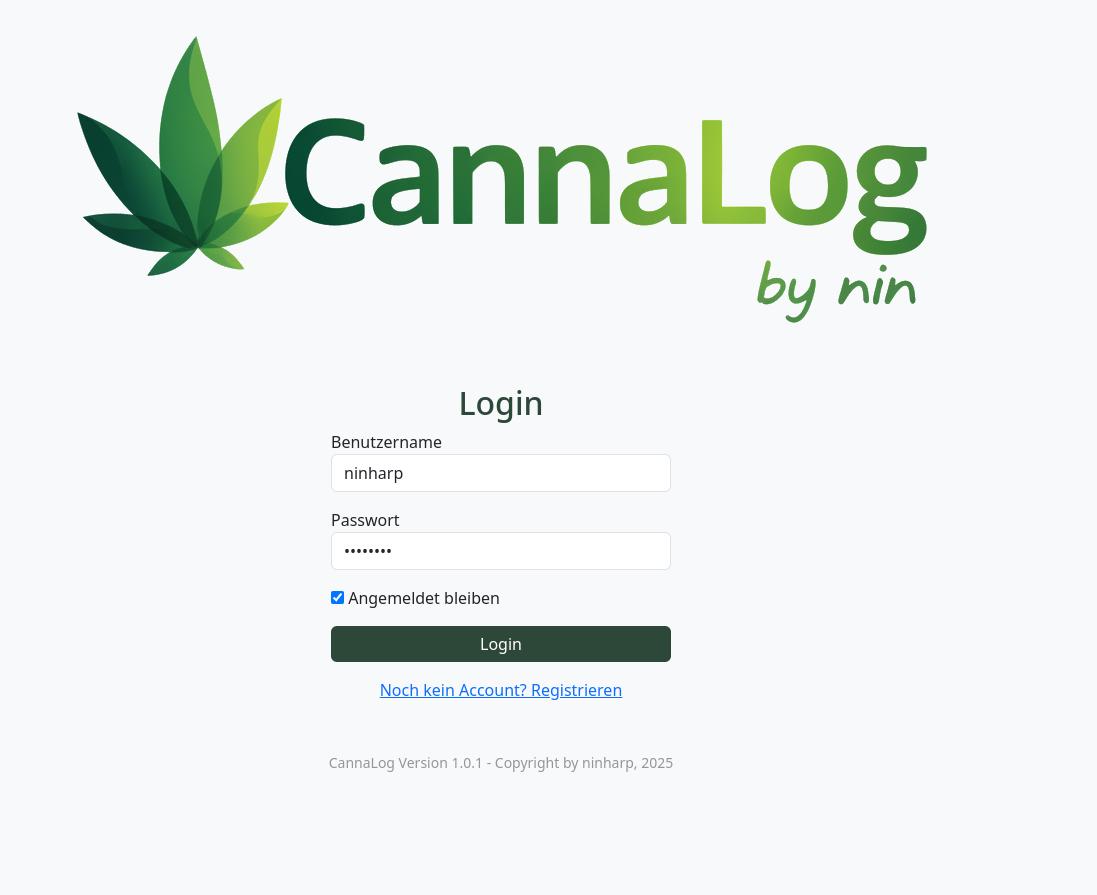 CannaLog
by nin
Login
Benutzername
ninharp
Passwort
••••••••
Angemeldet bleiben
Login
Noch kein Account? Registrieren
CannaLog Version 1.0.1 - Copyright by ninharp, 2025